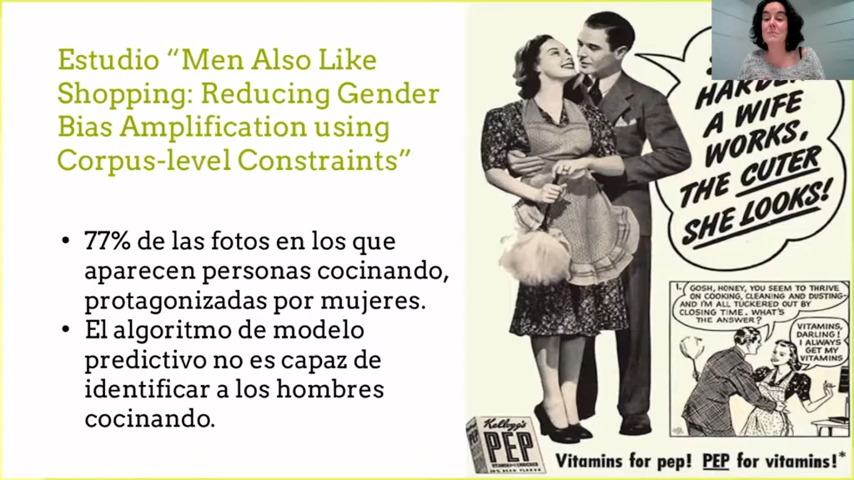 Estudio “Men Also Like
Shopping: Reducing Gender
Bias Amplification using
Corpus-level Constraints”
• 77% de las fotos en los que
aparecen personas cocinando,
protagonizadas por mujeres.
• El algoritmo de modelo
predictivo no es capaz de
identificar a los hombres
cocinando.
HARDER
A WIFE
WORKS,
THE CUTER
SHE LOOKS!
1. GOSH, HONEY, YOU SEEM TO THRIVE
ON COOKING, CLEANING AND DUSTING-
AND I'M ALL TUCKERED OUT BY
CLOSING TIME. WHAT'S
THE ANSWER?
VITAMINS,
DARLING!
I ALWAYS
GET MY
VITAMINS
Kellogg's
PEP
Vitamins for pep! PEP for vitamins!*